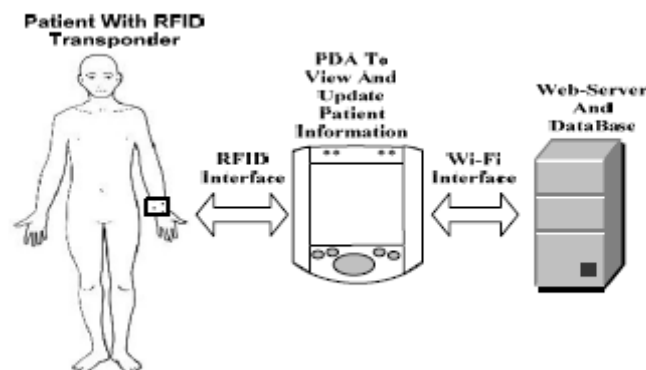 Patient With RFID
Transponder
PDA To
View And
Update
Patient
Information
RFID
Interface
Wi-Fi
Interface
Web-Server
And
DataBase